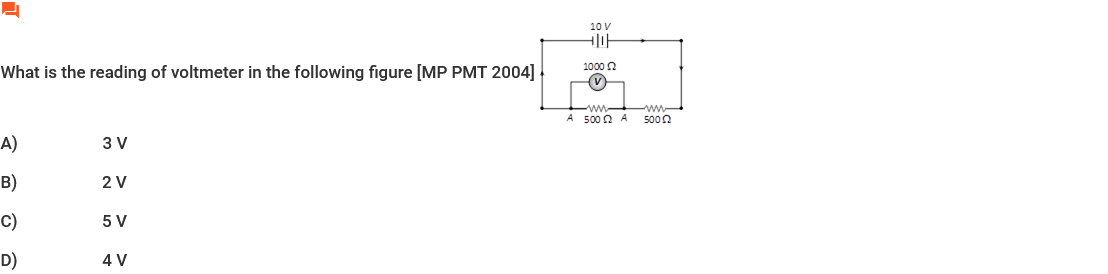 10 V
What is the reading of voltmeter in the following figure [MP PMT 2004]
1000 Ω
V
A 500 Ω A 500 Ω
A) 3 V
B) 2 V
C) 5 V
D) 4 V